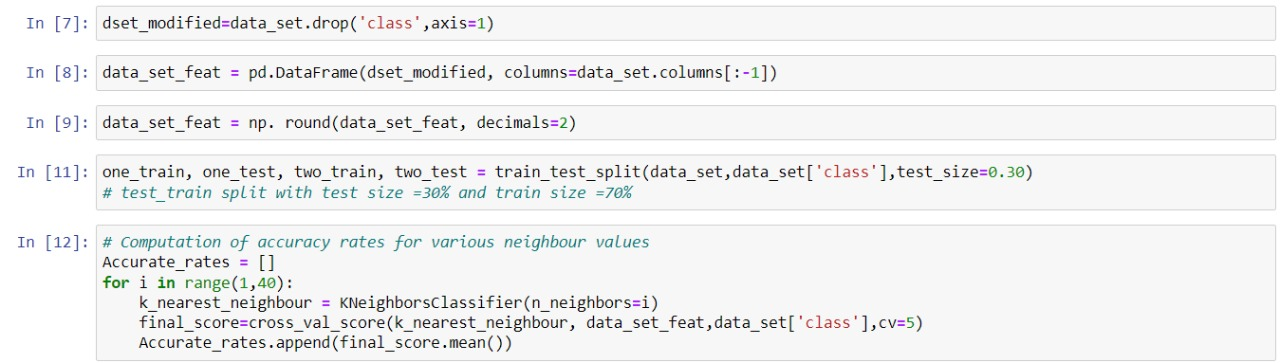 In [7]: dset_modified=data_set.drop('class',axis=1)
In [8]: data_set_feat = pd.DataFrame(dset_modified, columns=data_set.columns[:-1])
In [9]: data_set_feat = np. round(data_set_feat, decimals=2)
In [11]: one_train, one_test, two_train, two_test = train_test_split(data_set,data_set['class'],test_size=0.30)
# test_train split with test size =30% and train size =70%
In [12]: # Computation of accuracy rates for various neighbour values
Accurate_rates = []
for i in range(1,40):
    k_nearest_neighbour = KNeighborsClassifier(n_neighbors=i)
    final_score=cross_val_score(k_nearest_neighbour, data_set_feat,data_set['class'],cv=5)
    Accurate_rates.append(final_score.mean())